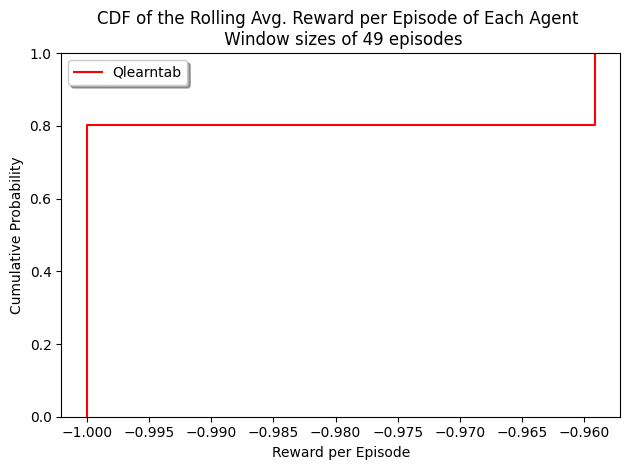 CDF of the Rolling Avg. Reward per Episode of Each Agent
Window sizes of 49 episodes
Qlearntab
Cumulative Probability
1.0
0.8
0.6
0.4
0.2
0.0
−1.000 −0.995 −0.990 −0.985 −0.980 −0.975 −0.970 −0.965 −0.960
Reward per Episode